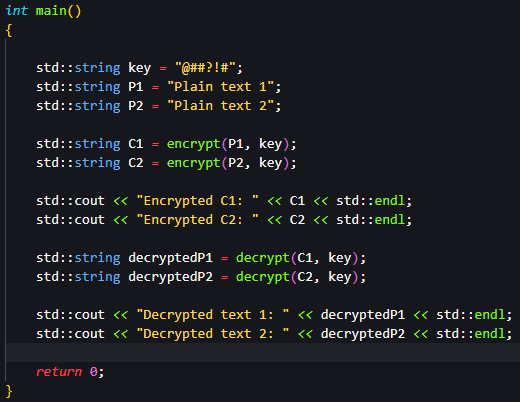 int main()
{
std::string key = "@##?!#";
std::string P1 = "Plain text 1";
std::string P2 = "Plain text 2";
std::string C1 = encrypt(P1, key);
std::string C2 = encrypt(P2, key);
std::cout << "Encrypted C1: " << C1 << std::endl;
std::cout << "Encrypted C2: " << C2 << std::endl;
std::string decryptedP1 = decrypt(C1, key);
std::string decryptedP2 = decrypt(C2, key);
std::cout << "Decrypted text 1: " << decryptedP1 << std::endl;
std::cout << "Decrypted text 2: " << decryptedP2 << std::endl;
return 0;
}